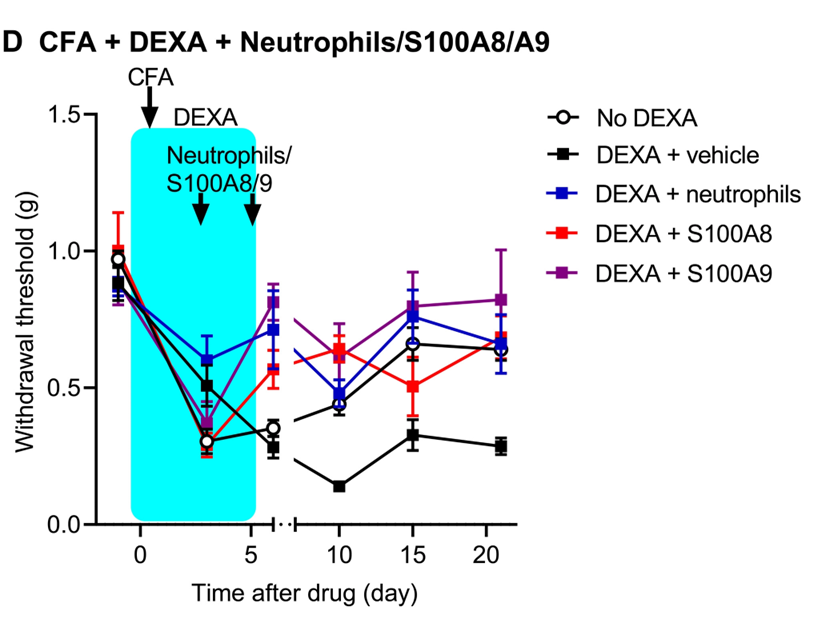 D CFA + DEXA + Neutrophils/S100A8/A9
CFA
DEXA
Neutrophils/
S100A8/9
No DEXA
DEXA + vehicle
DEXA + neutrophils
DEXA + S100A8
DEXA + S100A9
Withdrawal threshold (g)
1.5
1.0
0.5
0.0
0 5 10 15 20
Time after drug (day)